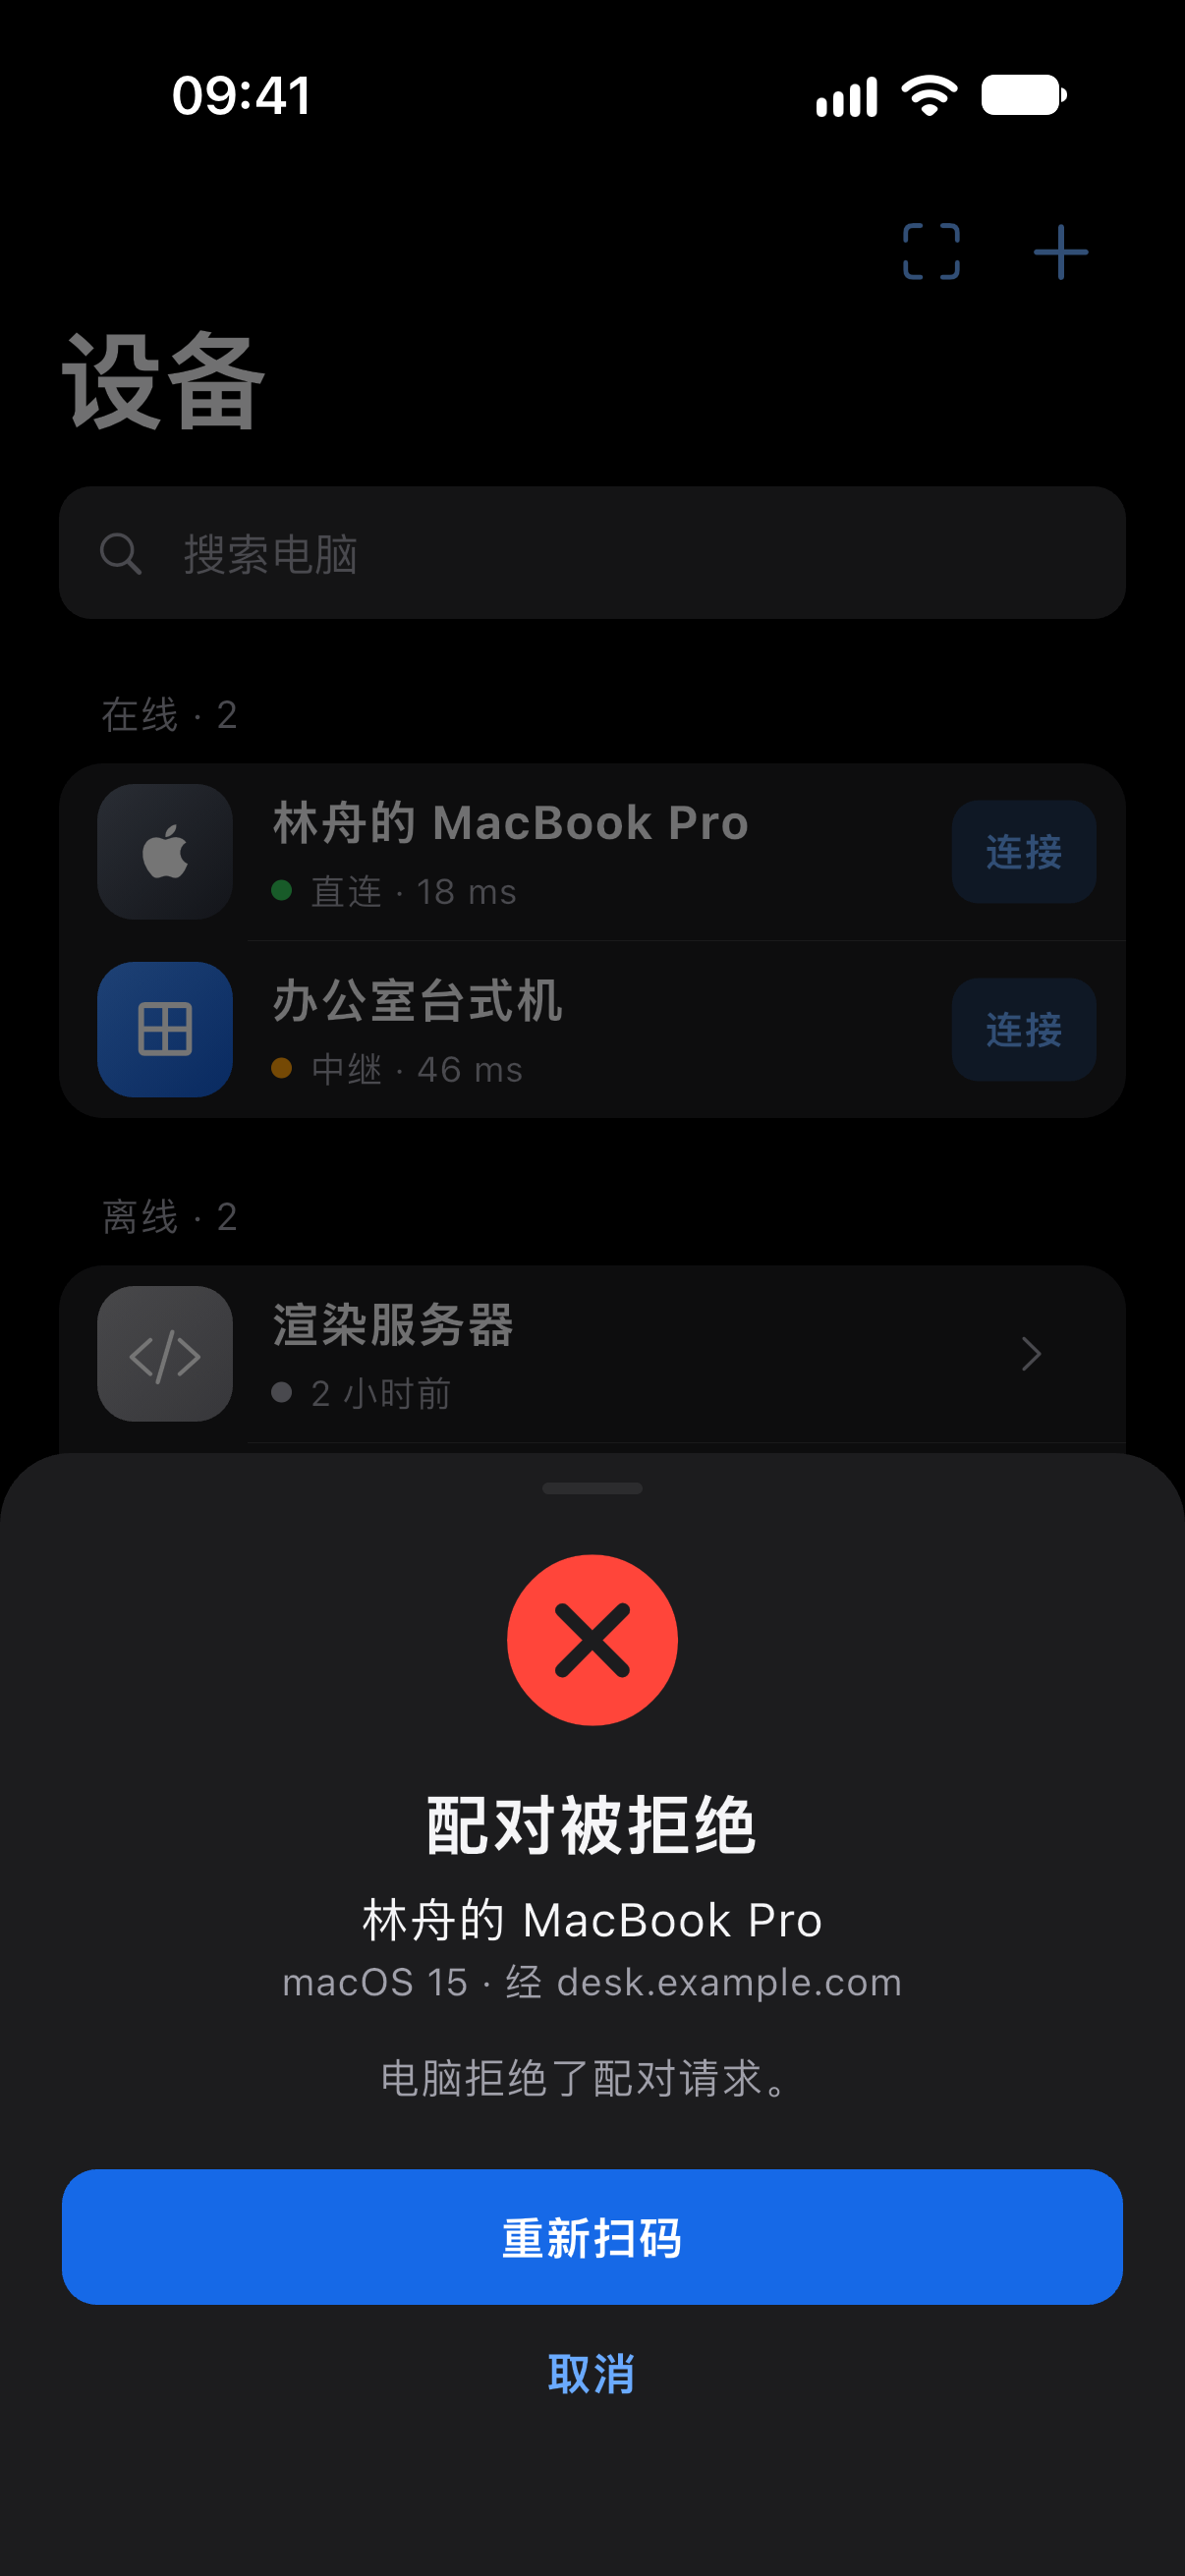 09:41
设备
搜索电脑
在线 · 2
林舟的 MacBook Pro
直连 · 18 ms
连接
办公室台式机
中继 · 46 ms
连接
离线 · 2
渲染服务器
2 小时前
配对被拒绝
林舟的 MacBook Pro
macOS 15 · 经 desk.example.com
电脑拒绝了配对请求。
重新扫码
取消